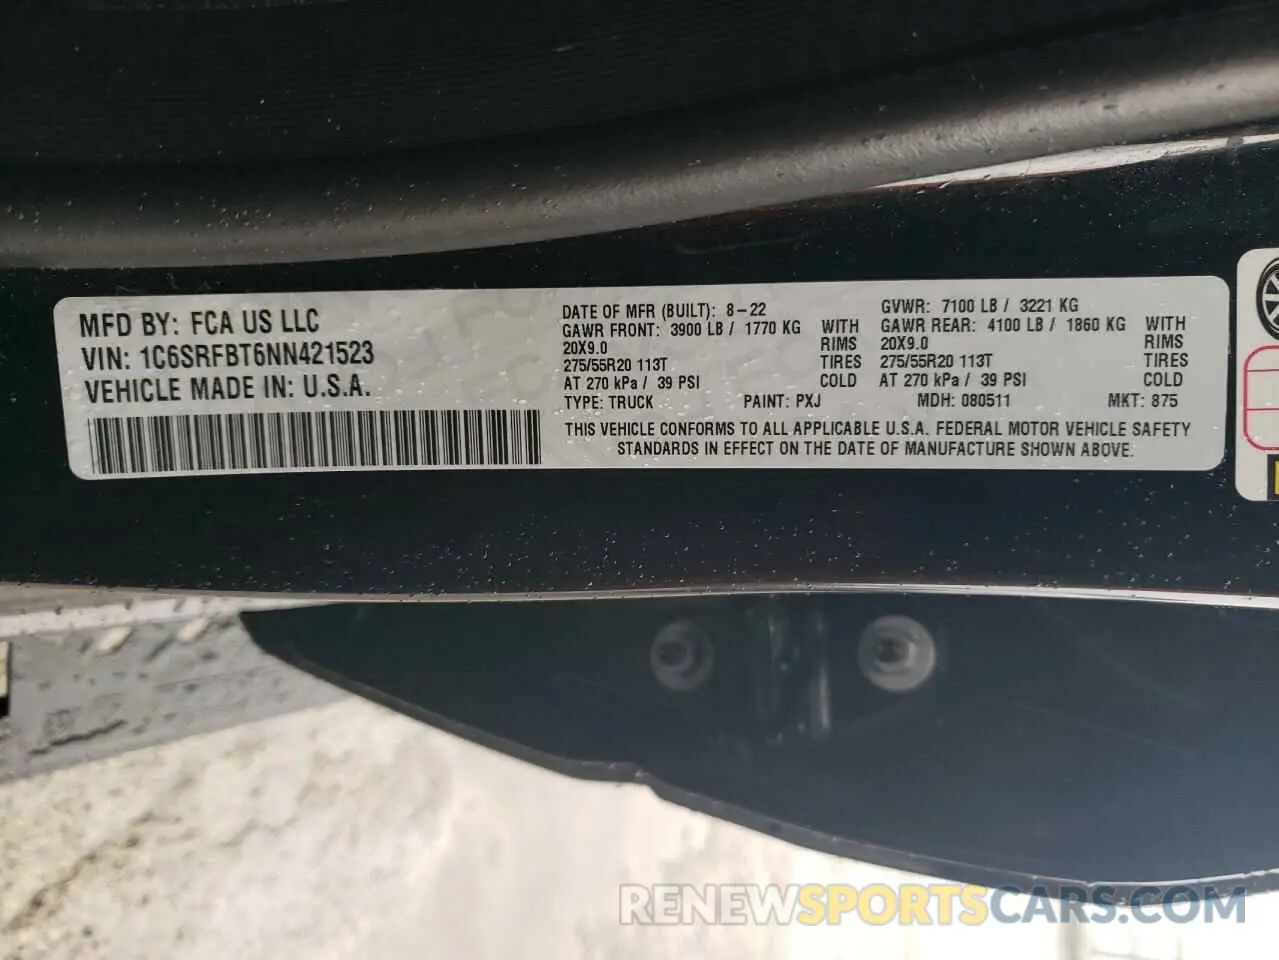 MFD BY: FCA US LLC
VIN: 1C6SRFBT6NN421523
VEHICLE MADE IN: U.S.A.
DATE OF MFR (BUILT): 8-22 GVWR: 7100 LB / 3221 KG
GAWR FRONT: 3900 LB / 1770 KG WITH GAWR REAR: 4100 LB / 1860 KG WITH
20X9.0 RIMS 20X9.0 RIMS
275/55R20 113T TIRES 275/55R20 113T TIRES
AT 270 kPa / 39 PSI COLD AT 270 kPa / 39 PSI COLD
TYPE: TRUCK PAINT: PXJ MDH: 080511 MKT: 875
THIS VEHICLE CONFORMS TO ALL APPLICABLE U.S.A. FEDERAL MOTOR VEHICLE SAFETY
STANDARDS IN EFFECT ON THE DATE OF MANUFACTURE SHOWN ABOVE.
RENEWSPORTSCARS.COM